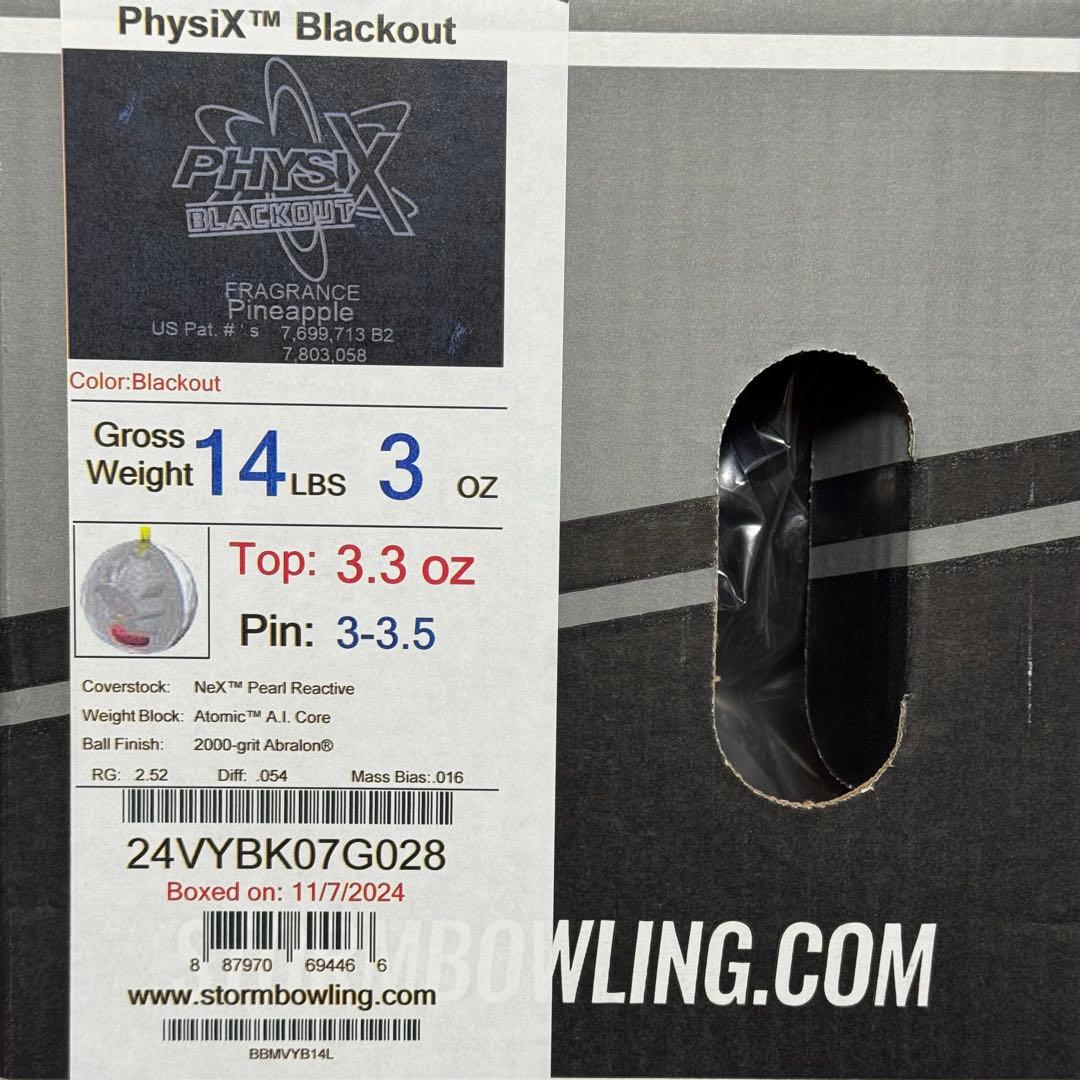 PhysiX™ Blackout
PHYSIX
BLACKOUT
FRAGRANCE
Pineapple
US Pat. # ' s 7,699,713 B2
7,803,058
Color:Blackout
Gross Weight 14 LBS 3 OZ
Top: 3.3 oz
Pin: 3-3.5
Coverstock: NeX™ Pearl Reactive
Weight Block: Atomic™ A.I. Core
Ball Finish: 2000-grit Abralon®
RG: 2.52 Diff: .054 Mass Bias:.016
24VYBK07G028
Boxed on: 11/7/2024
8 87970 69446 6
www.stormbowling.com
BBMVYB14L
STORMBOWLING.COM